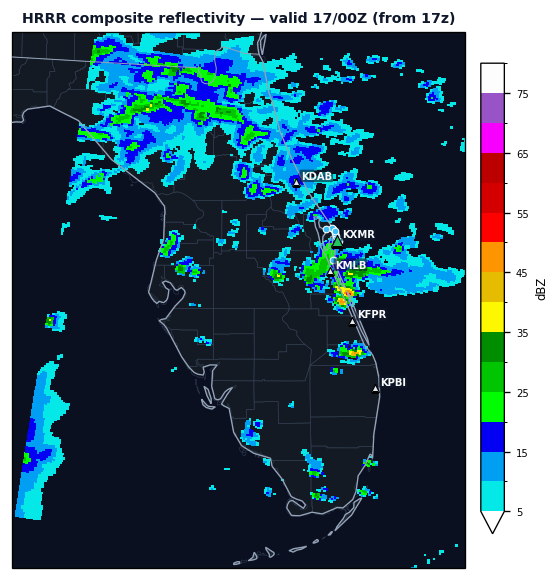 HRRR composite reflectivity — valid 17/00Z (from 17z)
KDAB
KXMR
KMLB
KFPR
KPBI
75
65
55
45
35
25
15
5
dBZ